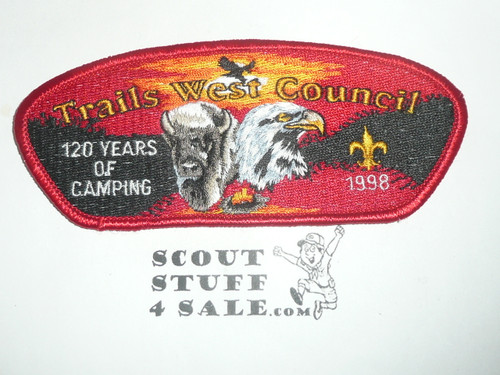 Trails West Council
120 YEARS
OF
CAMPING
1998
SCOUT
STUFF
4 SALE.com